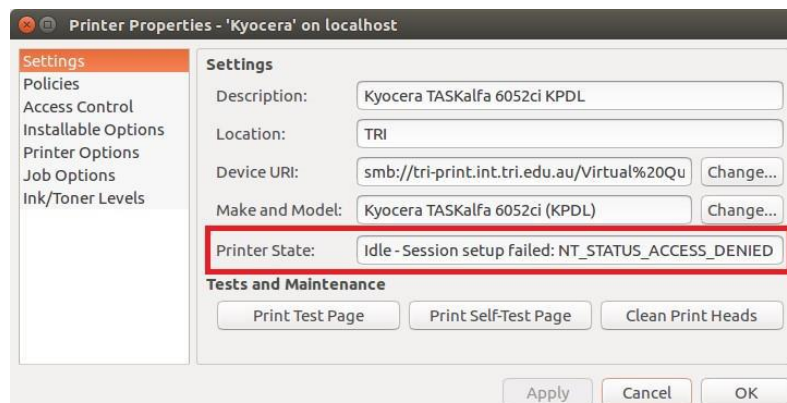 Printer Properties - 'Kyocera' on localhost
Settings
Policies
Access Control
Installable Options
Printer Options
Job Options
Ink/Toner Levels
Settings
Description: Kyocera TASKalfa 6052ci KPDL
Location: TRI
Device URI: smb://tri-print.int.tri.edu.au/Virtual%20Qu Change...
Make and Model: Kyocera TASKalfa 6052ci (KPDL) Change...
Printer State: Idle - Session setup failed: NT_STATUS_ACCESS_DENIED
Tests and Maintenance
Print Test Page Print Self-Test Page Clean Print Heads
Apply Cancel OK